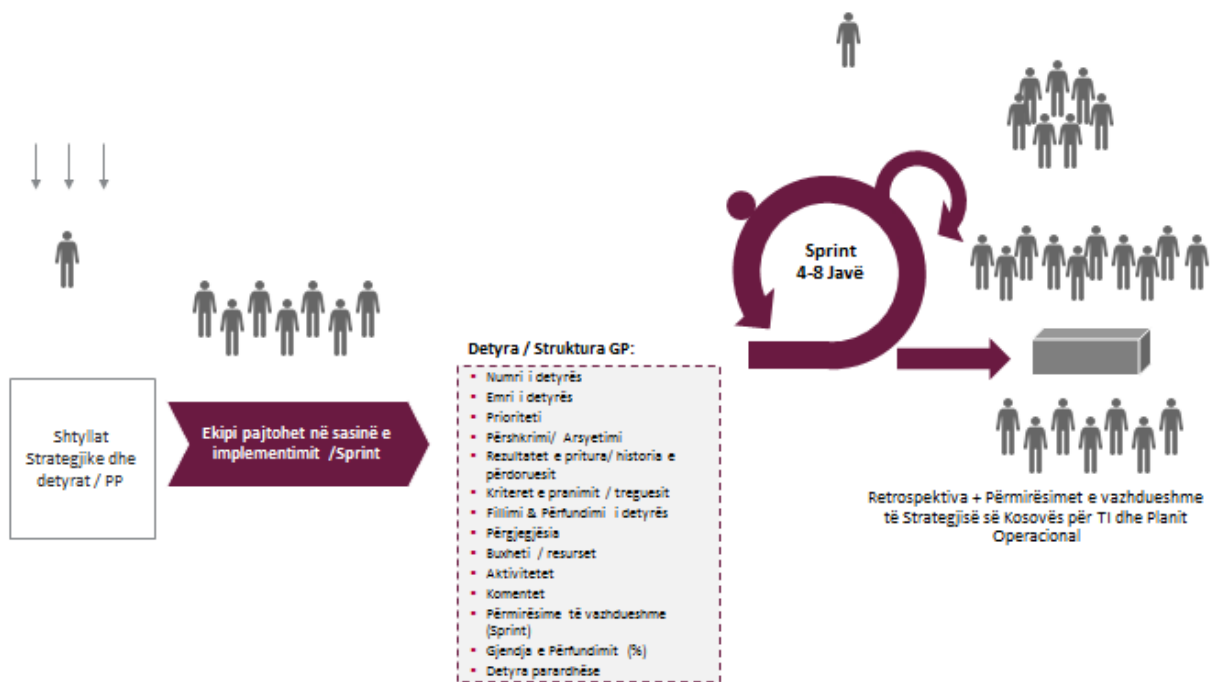 Shtyllat
Strategjike dhe
detyrat / PP
Ekipi pajtohet në sasinë e
implementimit /Sprint
Detyra / Struktura GP:
▪ Numri i detyrës
▪ Emri i detyrës
▪ Prioriteti
▪ Përshkrimi/ Arsyetimi
▪ Rezultatet e pritura/ historia e
përdoruesit
▪ Kriteret e pranimit / treguesit
▪ Fillimi & Përfundimi i detyrës
▪ Përgjegjësia
▪ Buxheti / resurset
▪ Aktivitetet
▪ Komentet
▪ Përmirësime të vazhdueshme
(Sprint)
▪ Gjendja e Përfundimit (%)
▪ Detyra parardhëse
Sprint
4-8 Javë
Retrospektiva + Përmirësimet e vazhdueshme
të Strategjisë së Kosovës për TI dhe Planit
Operacional